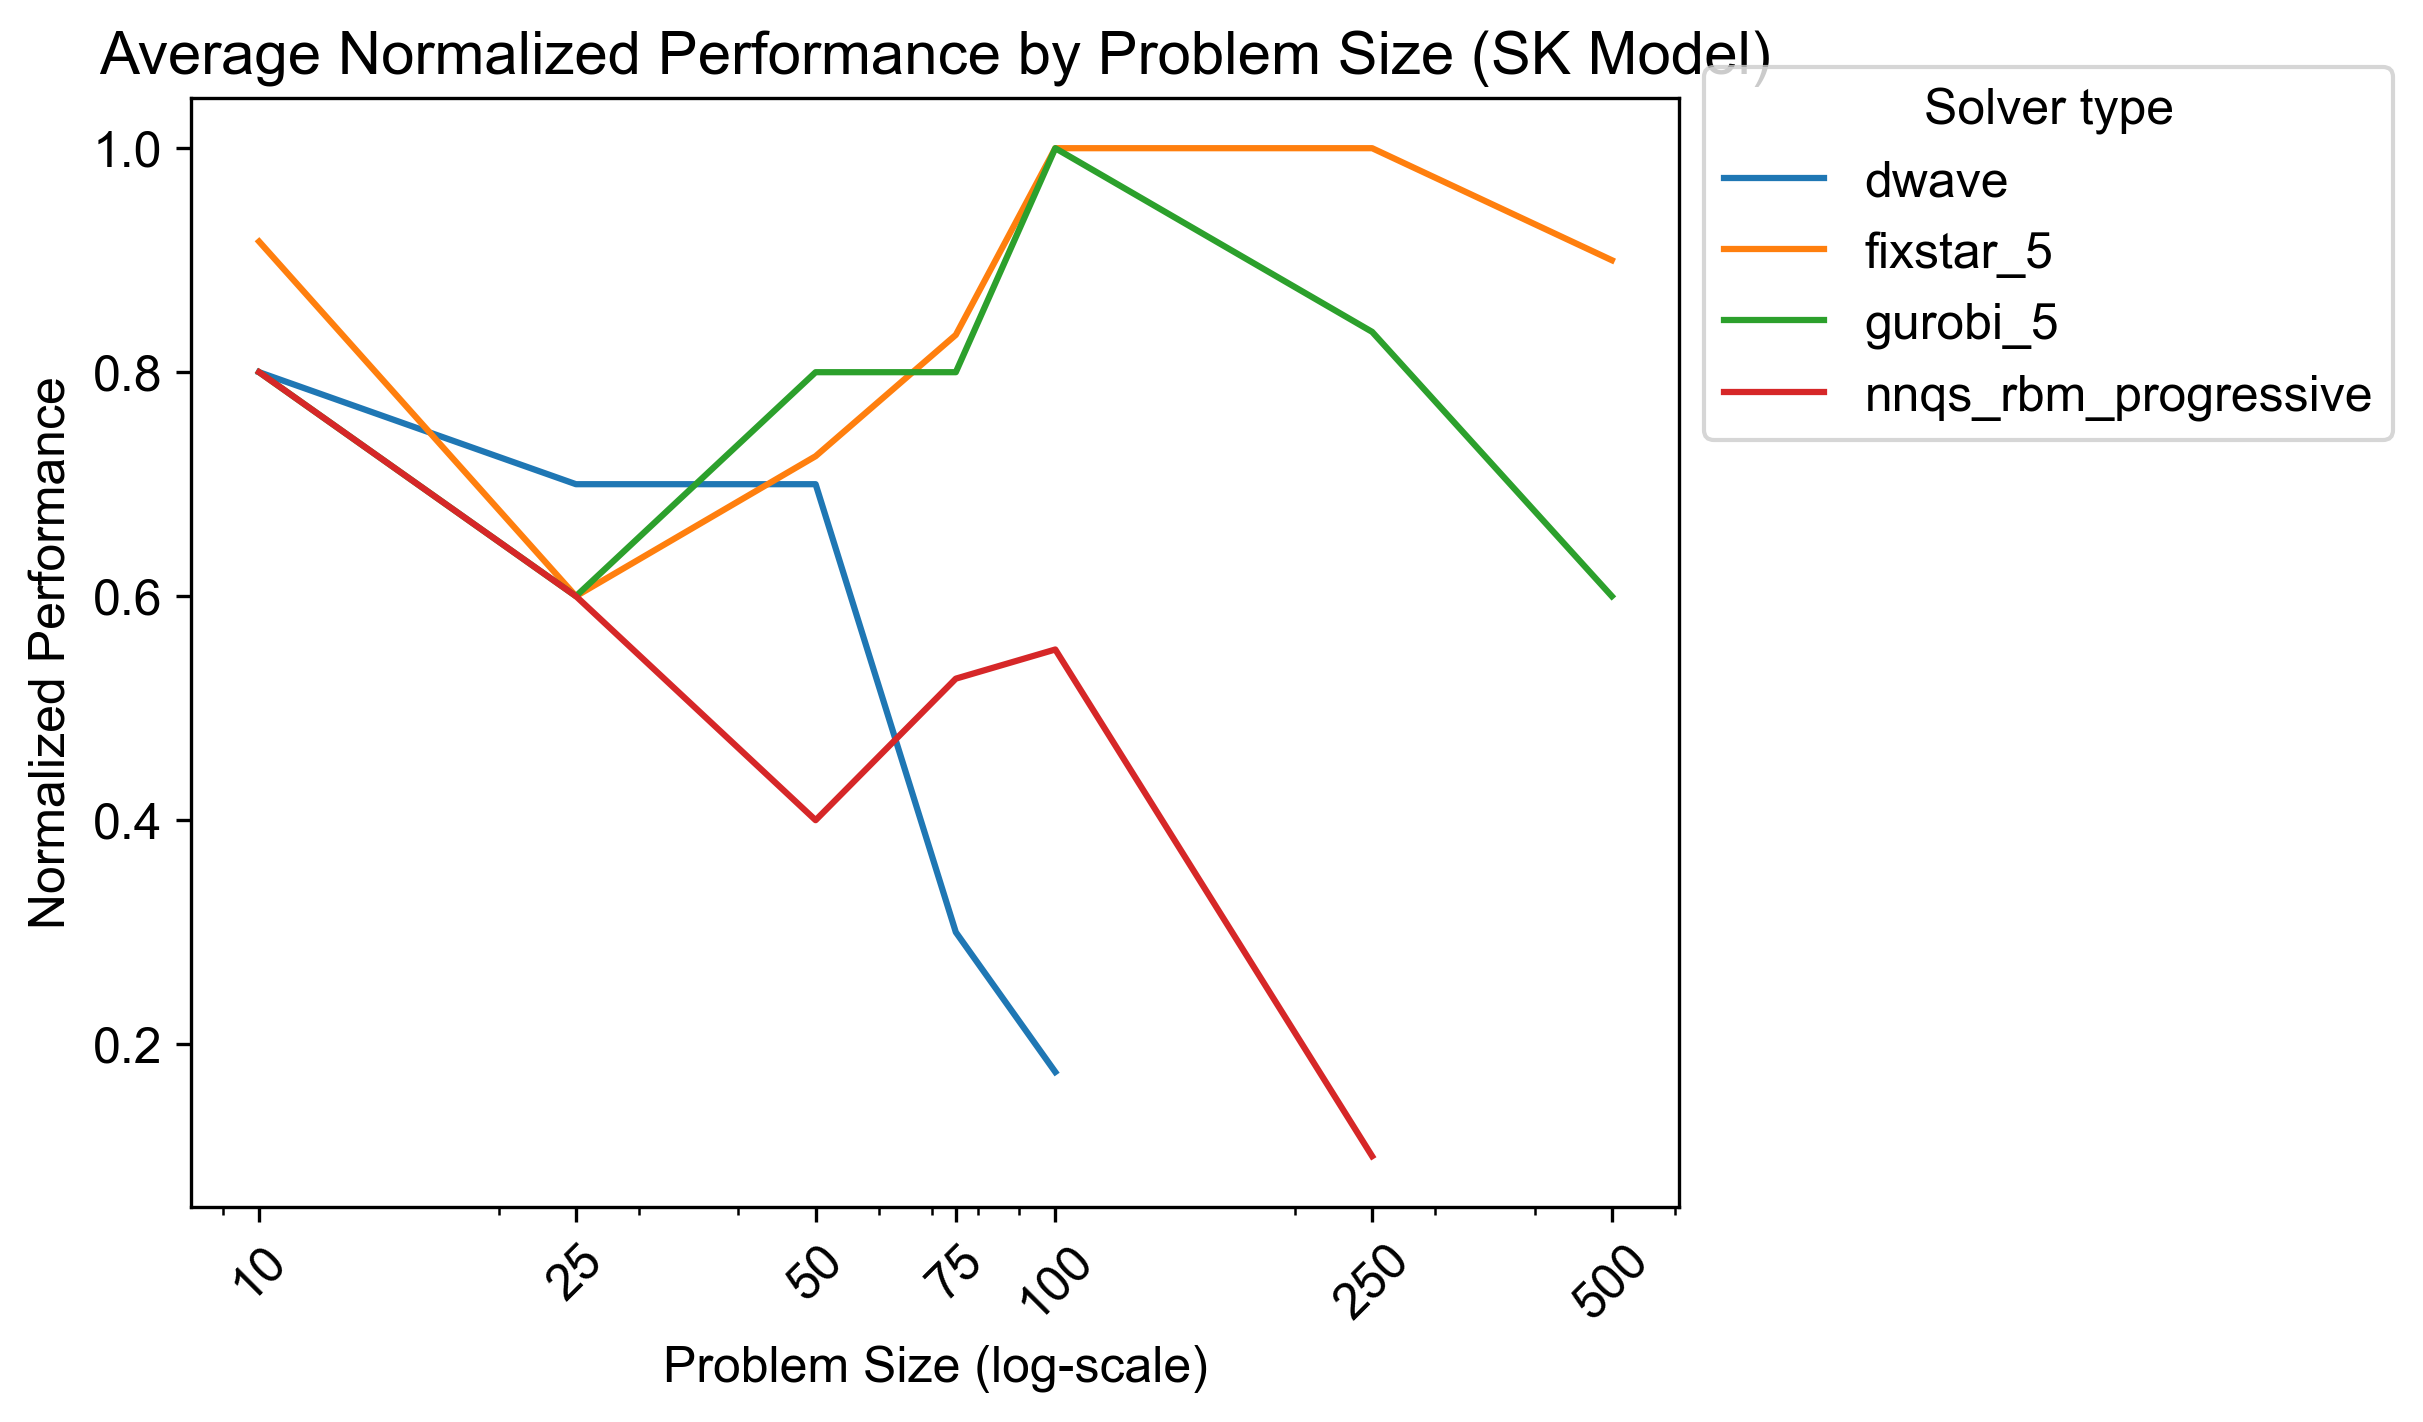 Average Normalized Performance by Problem Size (SK Model)
Solver type
dwave
fixstar_5
gurobi_5
nnqs_rbm_progressive
Normalized Performance
1.0
0.8
0.6
0.4
0.2
10
25
50
75
100
250
500
Problem Size (log-scale)